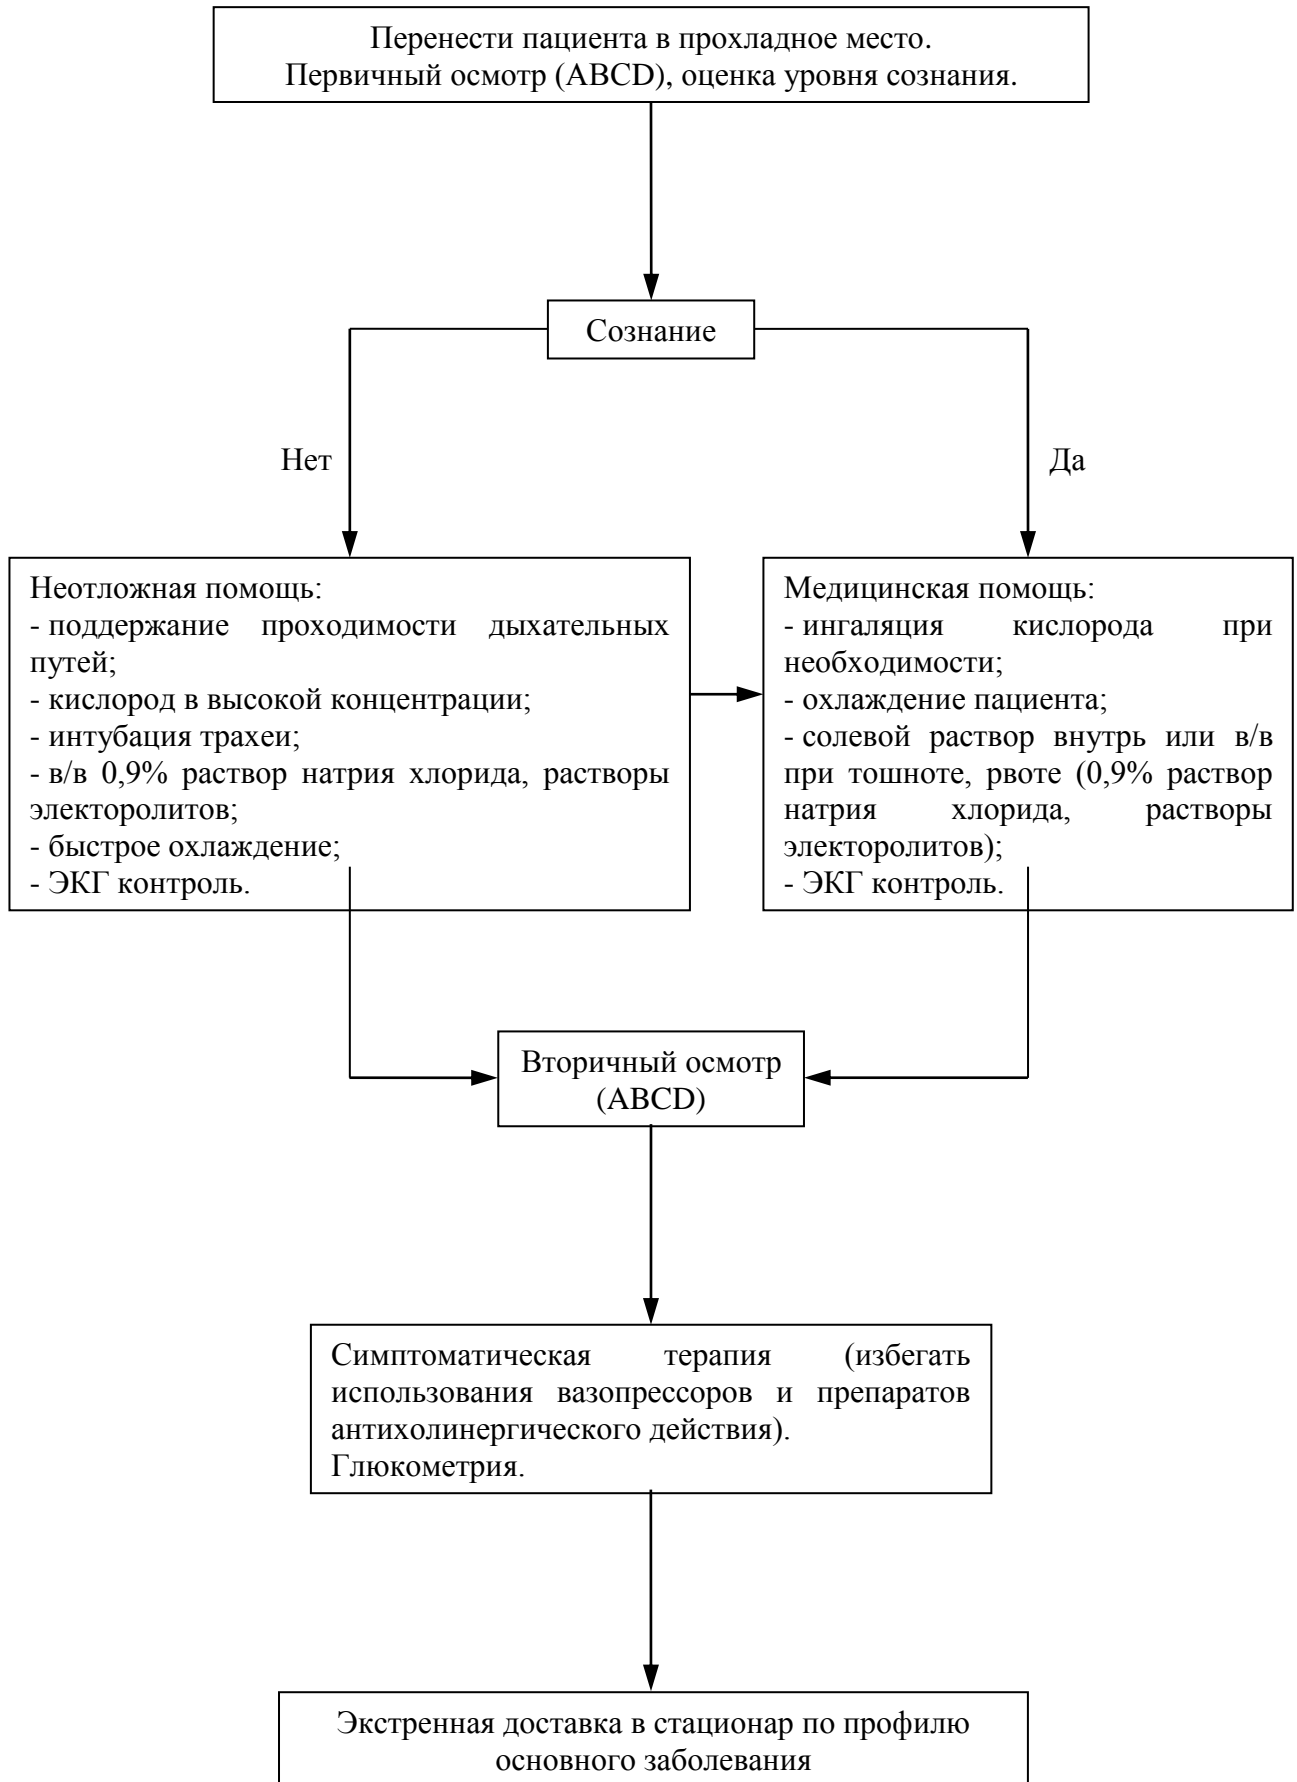 Перенести пациента в прохладное место.
Первичный осмотр (ABCD), оценка уровня сознания.
Сознание
Нет
Да
Неотложная помощь:
- поддержание проходимости дыхательных
путей;
- кислород в высокой концентрации;
- интубация трахеи;
- в/в 0,9% раствор натрия хлорида, растворы
электоролитов;
- быстрое охлаждение;
- ЭКГ контроль.
Медицинская помощь:
- ингаляция кислорода при
необходимости;
- охлаждение пациента;
- солевой раствор внутрь или в/в
при тошноте, рвоте (0,9% раствор
натрия хлорида, растворы
электоролитов);
- ЭКГ контроль.
Вторичный осмотр
(ABCD)
Симптоматическая терапия (избегать
использования вазопрессоров и препаратов
антихолинергического действия).
Глюкометрия.
Экстренная доставка в стационар по профилю
основного заболевания